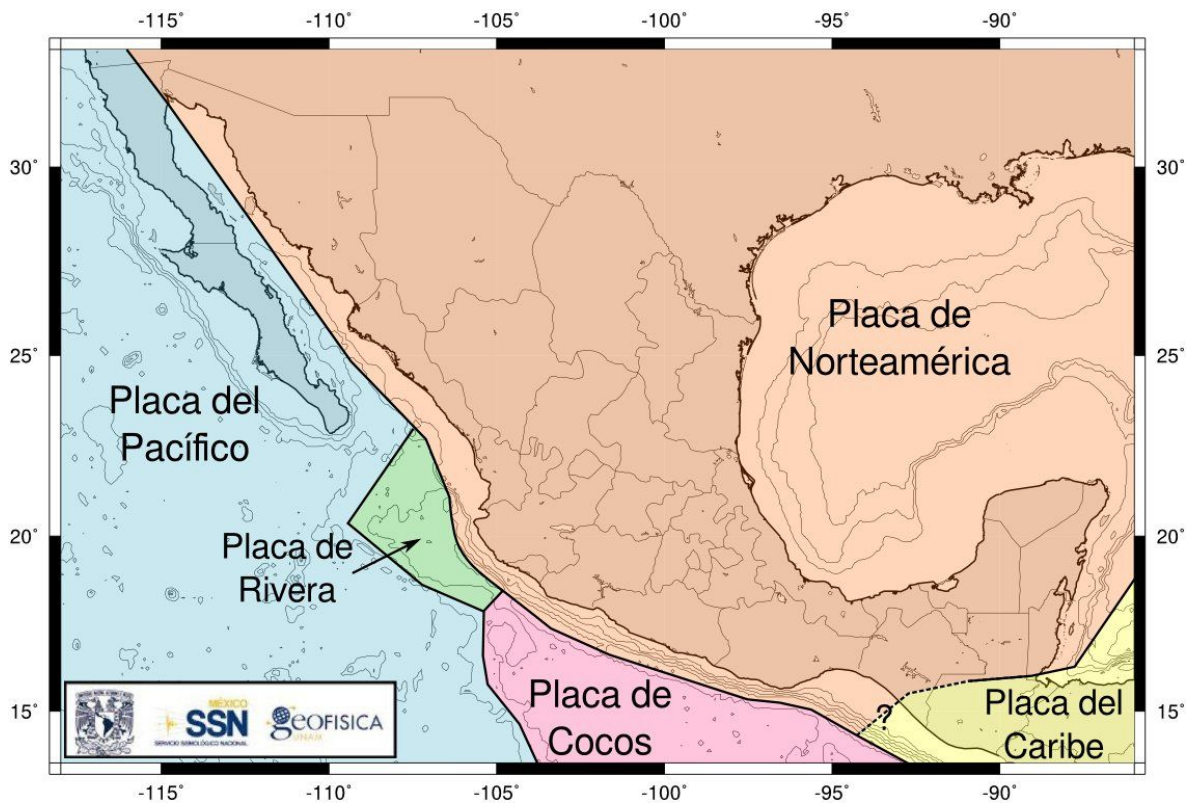 -115° -110° -105° -100° -95° -90°
30° 30°
Placa de
Norteamérica
25° 25°
Placa del
Pacífico
20° 20°
Placa de
Rivera
Placa de
Cocos
?
Placa del
Caribe
15° 15°
MÉXICO
SSN
SERVICIO SISMOLÓGICO NACIONAL
GEOFISICA
UNAM
-115° -110° -105° -100° -95° -90°